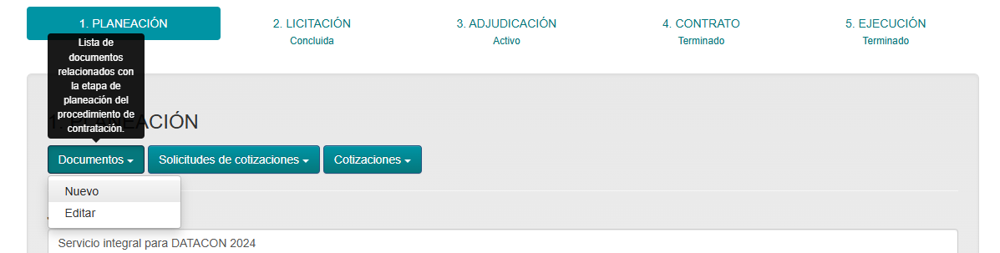 1. PLANEACIÓN
2. LICITACIÓN
Concluida
3. ADJUDICACIÓN
Activo
4. CONTRATO
Terminado
5. EJECUCIÓN
Terminado
Lista de
documentos
relacionados con
la etapa de
planeación del
procedimiento de
contratación.
1. PLANEACIÓN
Documentos
Solicitudes de cotizaciones
Cotizaciones
Nuevo
Editar
Servicio integral para DATACON 2024